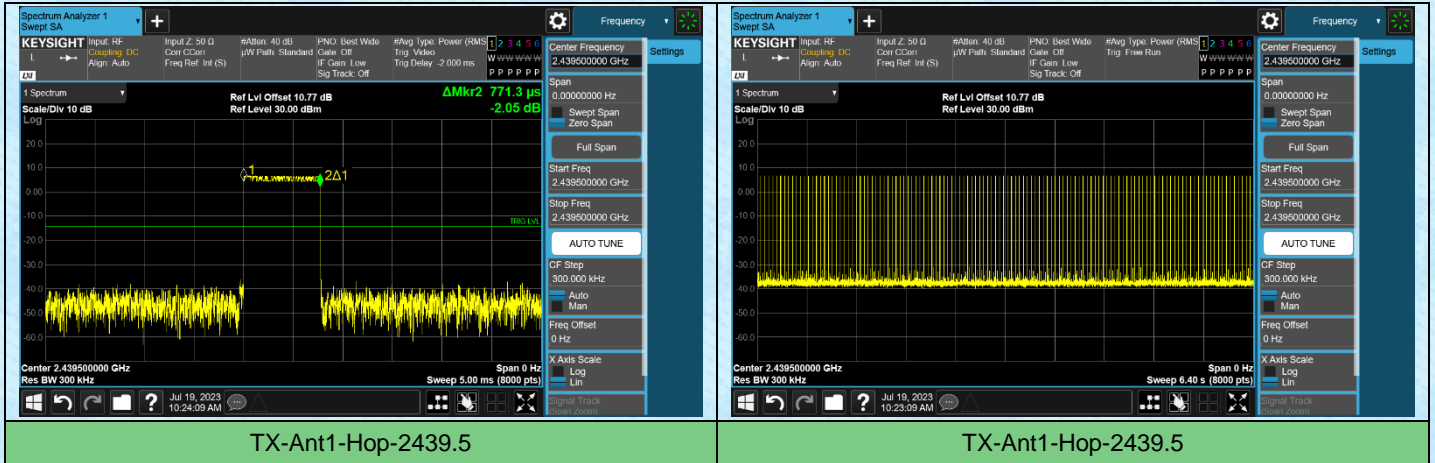 Spectrum Analyzer 1
Swept SA
+
Frequency
KEYSIGHT
L
LXI
Input: RF
Coupling: DC
Align: Auto
Input Z: 50 Ω
Corr CCorr
Freq Ref: Int (S)
#Atten: 40 dB
µW Path: Standard
PNO: Best Wide
Gate: Off
IF Gain: Low
Sig Track: Off
#Avg Type: Power (RMS)
Trig: Video
Trig Delay: -2.000 ms
1 2 3 4 5 6
W W W W W W
P P P P P P
1 Spectrum
Scale/Div 10 dB
Log
Ref Lvl Offset 10.77 dB
Ref Level 30.00 dBm
ΔMkr2 771.3 µs
-2.05 dB
20.0
10.0
0.00
-10.0
-20.0
-30.0
-40.0
-50.0
-60.0
1
2Δ1
TRIG LVL
Center 2.439500000 GHz
Res BW 300 kHz
Span 0 Hz
Sweep 5.00 ms (8000 pts)
Jul 19, 2023
10:24:09 AM
Center Frequency
2.439500000 GHz
Settings
Span
0.00000000 Hz
Swept Span
Zero Span
Full Span
Start Freq
2.439500000 GHz
Stop Freq
2.439500000 GHz
AUTO TUNE
CF Step
300.000 kHz
Auto
Man
Freq Offset
0 Hz
X Axis Scale
Log
Lin
Signal Track
(Span Zoom)
TX-Ant1-Hop-2439.5
Spectrum Analyzer 1
Swept SA
+
Frequency
KEYSIGHT
L
LXI
Input: RF
Coupling: DC
Align: Auto
Input Z: 50 Ω
Corr CCorr
Freq Ref: Int (S)
#Atten: 40 dB
µW Path: Standard
PNO: Best Wide
Gate: Off
IF Gain: Low
Sig Track: Off
#Avg Type: Power (RMS)
Trig: Free Run
1 2 3 4 5 6
W W W W W W
P P P P P P
1 Spectrum
Scale/Div 10 dB
Log
Ref Lvl Offset 10.77 dB
Ref Level 30.00 dBm
20.0
10.0
0.00
-10.0
-20.0
-30.0
-40.0
-50.0
-60.0
Center 2.439500000 GHz
Res BW 300 kHz
Span 0 Hz
Sweep 6.40 s (8000 pts)
Jul 19, 2023
10:23:09 AM
Center Frequency
2.439500000 GHz
Settings
Span
0.00000000 Hz
Swept Span
Zero Span
Full Span
Start Freq
2.439500000 GHz
Stop Freq
2.439500000 GHz
AUTO TUNE
CF Step
300.000 kHz
Auto
Man
Freq Offset
0 Hz
X Axis Scale
Log
Lin
Signal Track
(Span Zoom)
TX-Ant1-Hop-2439.5